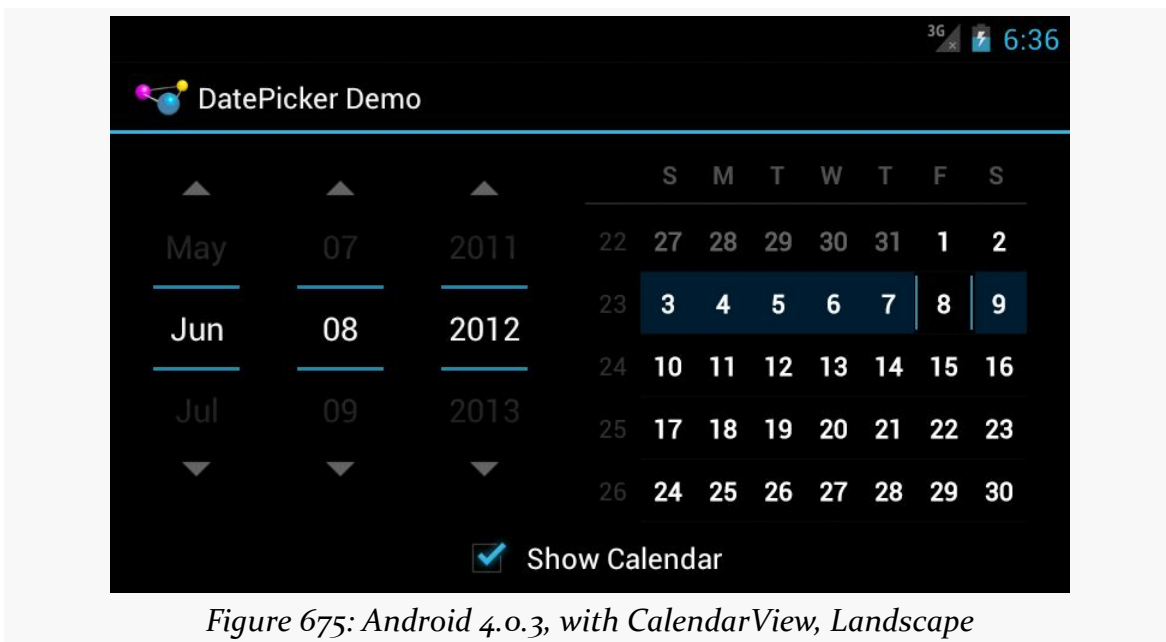 3G 6:36
DatePicker Demo
S M T W T F S
May 07 2011 22 27 28 29 30 31 1 2
23 3 4 5 6 7 8 9
Jun 08 2012
24 10 11 12 13 14 15 16
Jul 09 2013
25 17 18 19 20 21 22 23
26 24 25 26 27 28 29 30
Show Calendar
Figure 675: Android 4.0.3, with CalendarView, Landscape